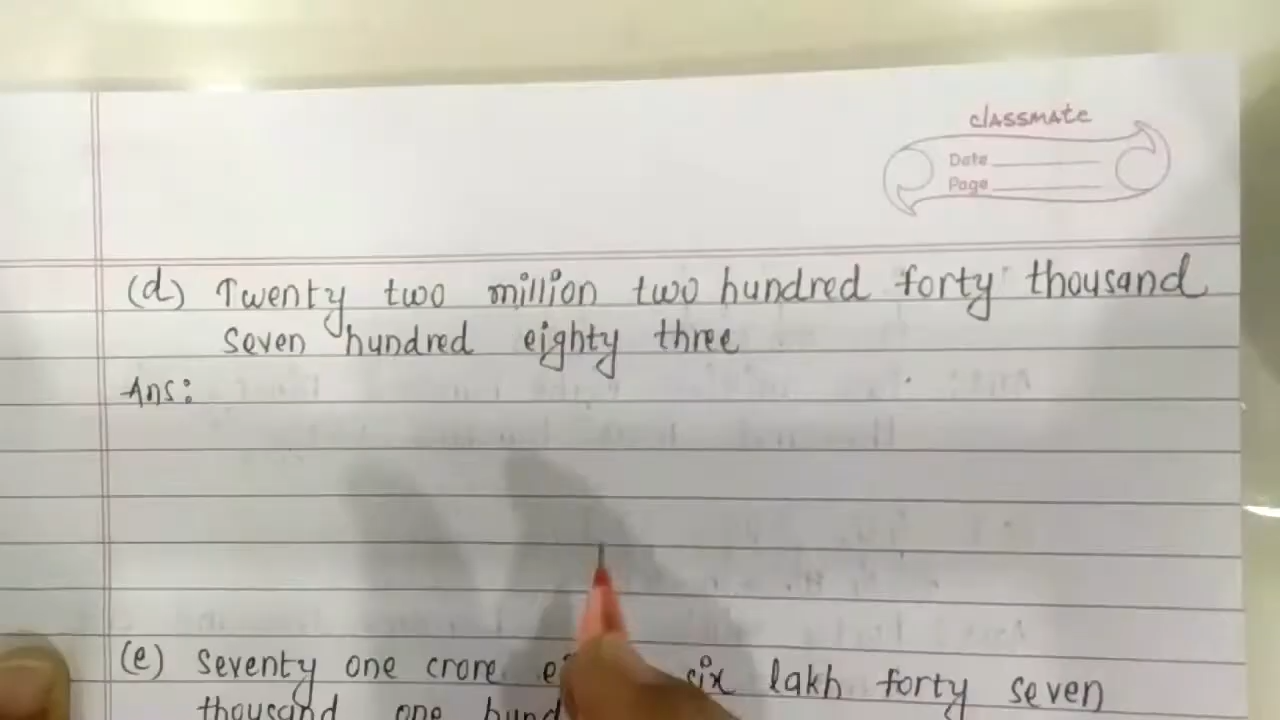 classmate
Date
Page
(d) Twenty two million two hundred forty thousand
seven hundred eighty three
Ans:
(e) Seventy one crore six lakh forty seven
thousand one